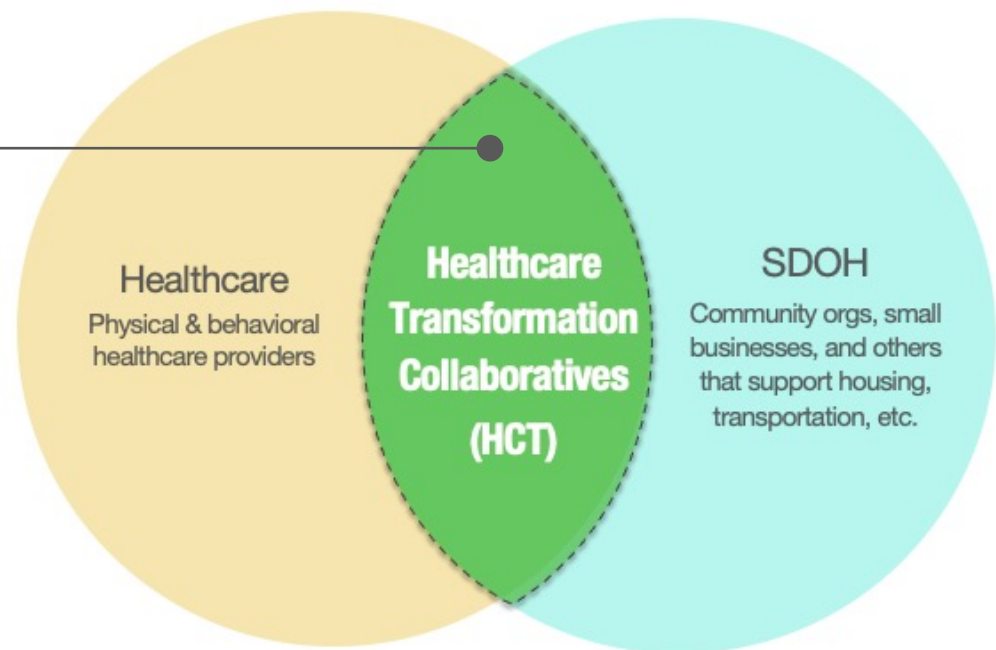 Healthcare
Physical & behavioral
healthcare providers
Healthcare
Transformation
Collaboratives
(HCT)
SDOH
Community orgs, small
businesses, and others
that support housing,
transportation, etc.